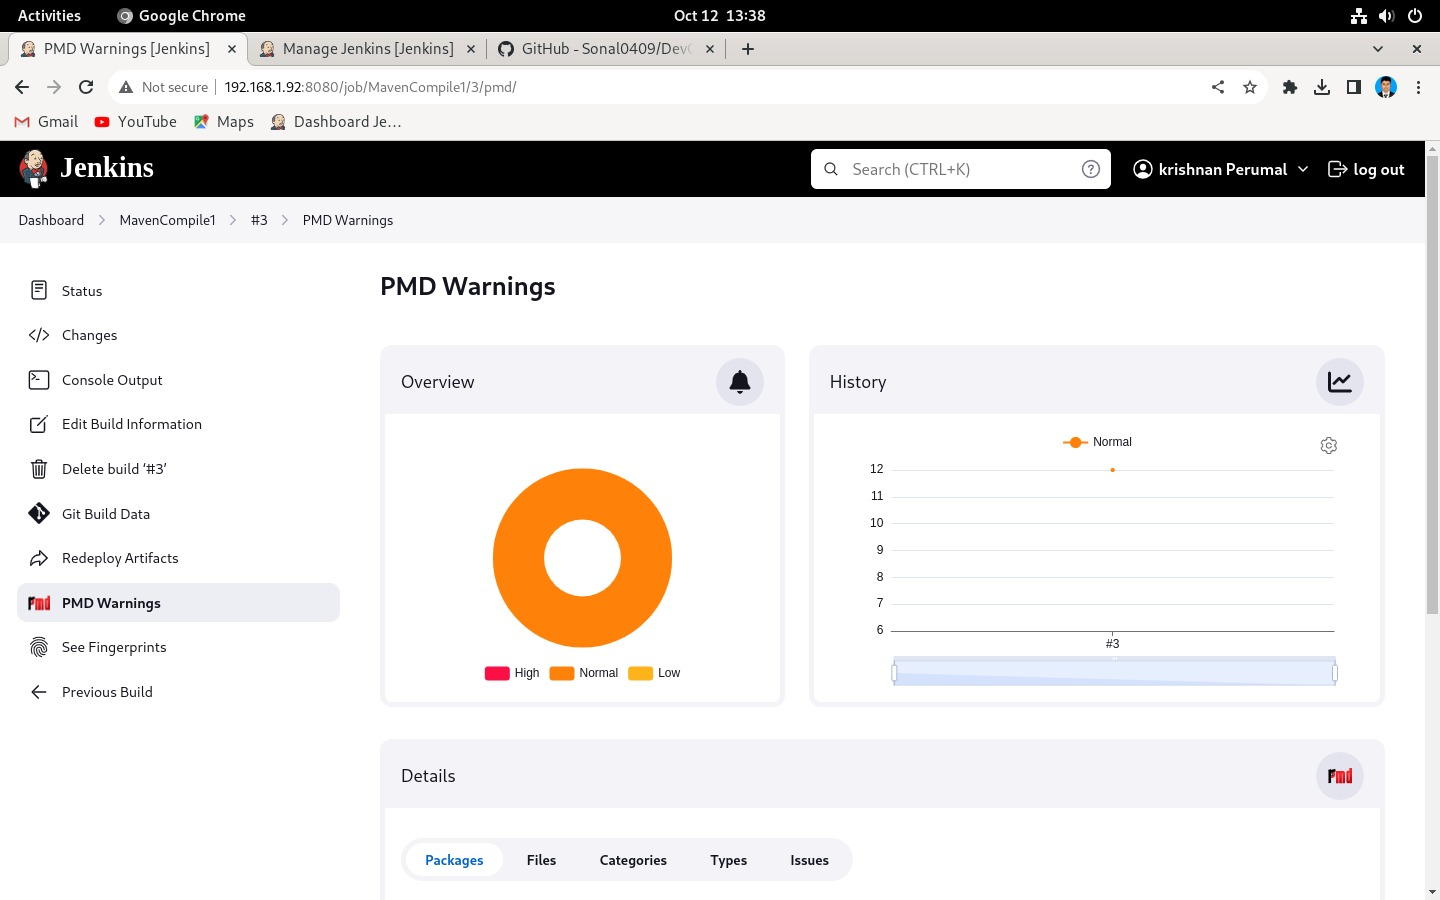 Activities
Google Chrome
Oct 12 13:38
PMD Warnings [Jenkins]
Manage Jenkins [Jenkins]
GitHub - Sonal0409/Dev
Not secure
192.168.1.92:8080/job/MavenCompile1/3/pmd/
Gmail
YouTube
Maps
Dashboard Je...
Jenkins
Search (CTRL+K)
krishnan Perumal
log out
Dashboard
MavenCompile1
#3
PMD Warnings
Status
Changes
Console Output
Edit Build Information
Delete build ‘#3’
Git Build Data
Redeploy Artifacts
PMD Warnings
See Fingerprints
Previous Build
PMD Warnings
Overview
High
Normal
Low
History
Normal
12
11
10
9
8
7
6
#3
Details
Packages
Files
Categories
Types
Issues